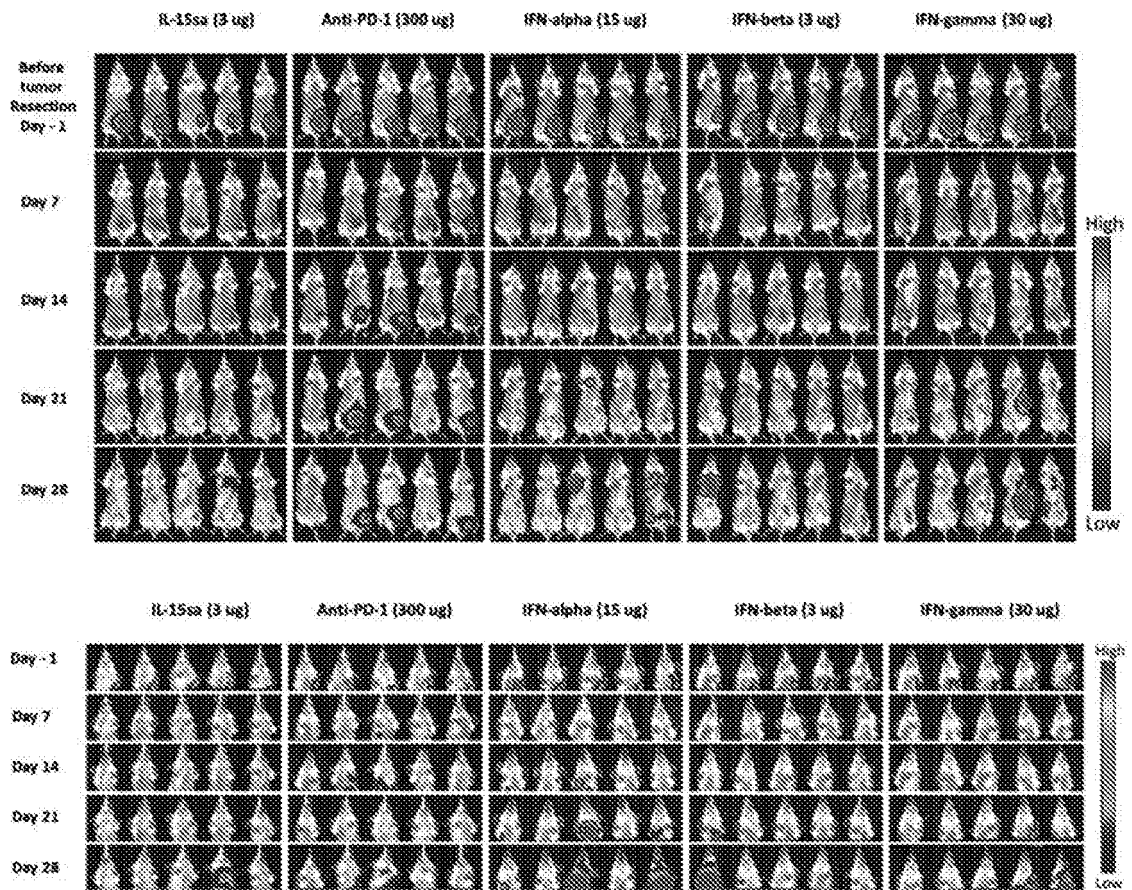 IL-15sa (3 ug) Anti-PD-1 (300 ug) IFN-alpha (15 ug) IFN-beta (3 ug) IFN-gamma (30 ug)
Before
tumor
Resection
Day - 1
Day 7
High
Day 14
Day 21
Day 28
Low
IL-15sa (3 ug) Anti-PD-1 (300 ug) IFN-alpha (15 ug) IFN-beta (3 ug) IFN-gamma (30 ug)
Day - 1
High
Day 7
Day 14
Day 21
Day 28
Low